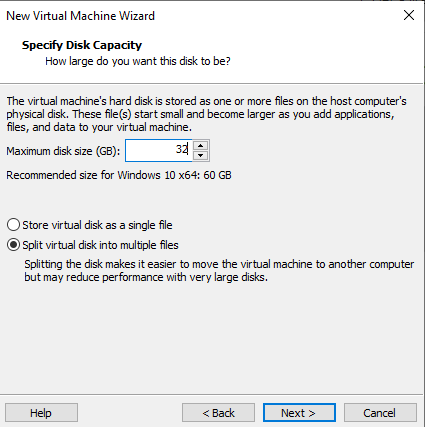 New Virtual Machine Wizard
Specify Disk Capacity
How large do you want this disk to be?
The virtual machine's hard disk is stored as one or more files on the host computer's
physical disk. These file(s) start small and become larger as you add applications,
files, and data to your virtual machine.
Maximum disk size (GB): 32
Recommended size for Windows 10 x64: 60 GB
Store virtual disk as a single file
Split virtual disk into multiple files
Splitting the disk makes it easier to move the virtual machine to another computer
but may reduce performance with very large disks.
Help < Back Next > Cancel